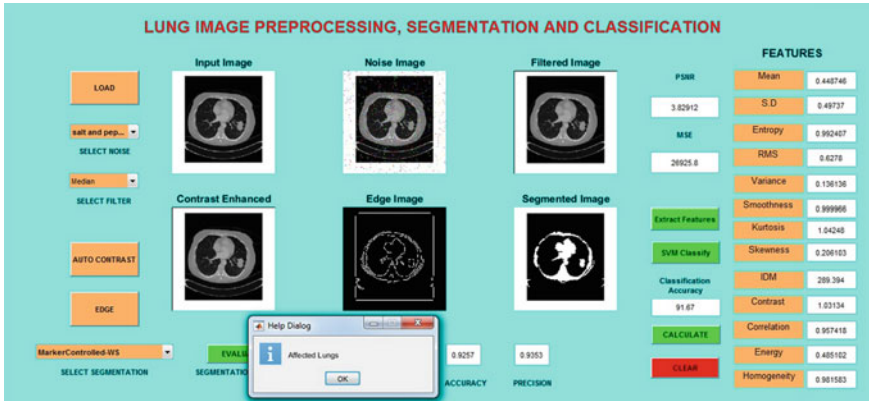 LUNG IMAGE PREPROCESSING, SEGMENTATION AND CLASSIFICATION
FEATURES
Input Image
Noise Image
Filtered Image
LOAD
salt and pep...
SELECT NOISE
Median
SELECT FILTER
PSNR
3.82912
MSE
26925.8
Mean
0.448746
S.D
0.49737
Entropy
0.992407
RMS
0.6278
Variance
0.136136
Smoothness
0.999966
Kurtosis
1.04248
Skewness
0.206103
IDM
289.394
Contrast
1.03134
Correlation
0.957418
Energy
0.485102
Homogeneity
0.981583
Contrast Enhanced
Edge Image
Segmented Image
AUTO CONTRAST
EDGE
Extract Features
SVM Classify
Classification
Accuracy
91.67
CALCULATE
CLEAR
MarkerControlled-WS
SELECT SEGMENTATION
Help Dialog
Affected Lungs
OK
0.9257
ACCURACY
0.9353
PRECISION